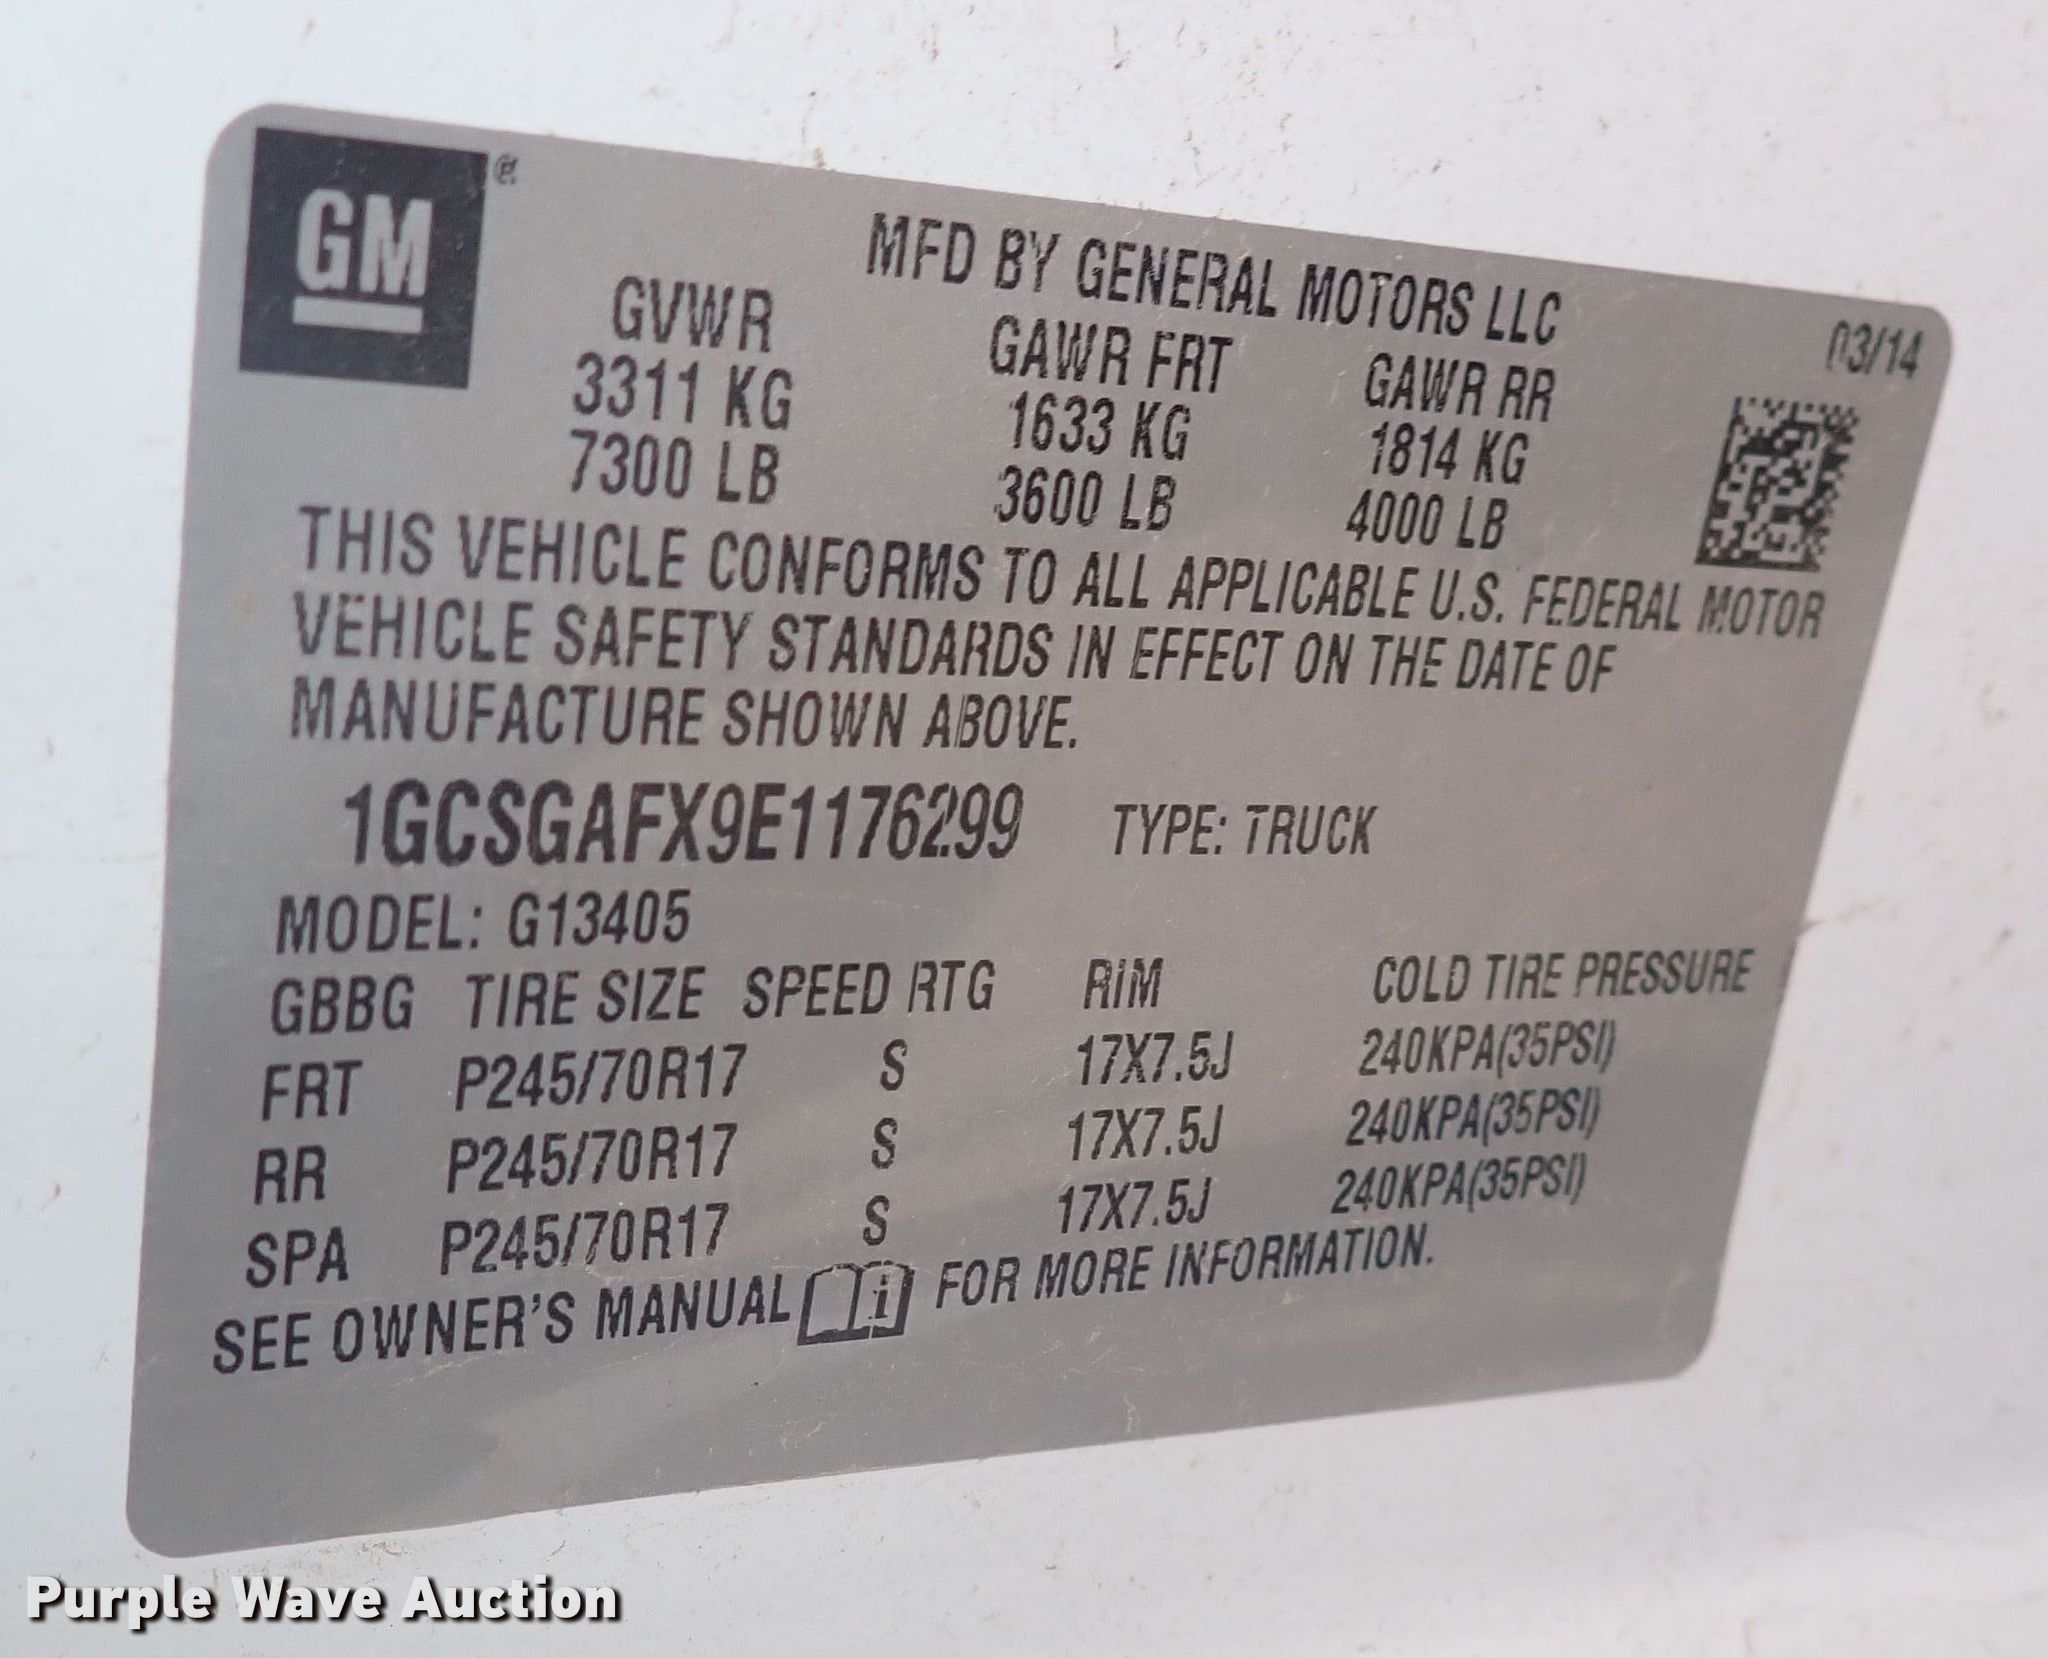 GM ®
MFD BY GENERAL MOTORS LLC
03/14
GVWR GAWR FRT GAWR RR
3311 KG 1633 KG 1814 KG
7300 LB 3600 LB 4000 LB
THIS VEHICLE CONFORMS TO ALL APPLICABLE U.S. FEDERAL MOTOR
VEHICLE SAFETY STANDARDS IN EFFECT ON THE DATE OF
MANUFACTURE SHOWN ABOVE.
1GCSGAFX9E1176299 TYPE: TRUCK
MODEL: G13405
GBBG TIRE SIZE SPEED RTG RIM COLD TIRE PRESSURE
FRT P245/70R17 S 17X7.5J 240KPA(35PSI)
RR P245/70R17 S 17X7.5J 240KPA(35PSI)
SPA P245/70R17 S 17X7.5J 240KPA(35PSI)
SEE OWNER'S MANUAL i FOR MORE INFORMATION.
Purple Wave Auction